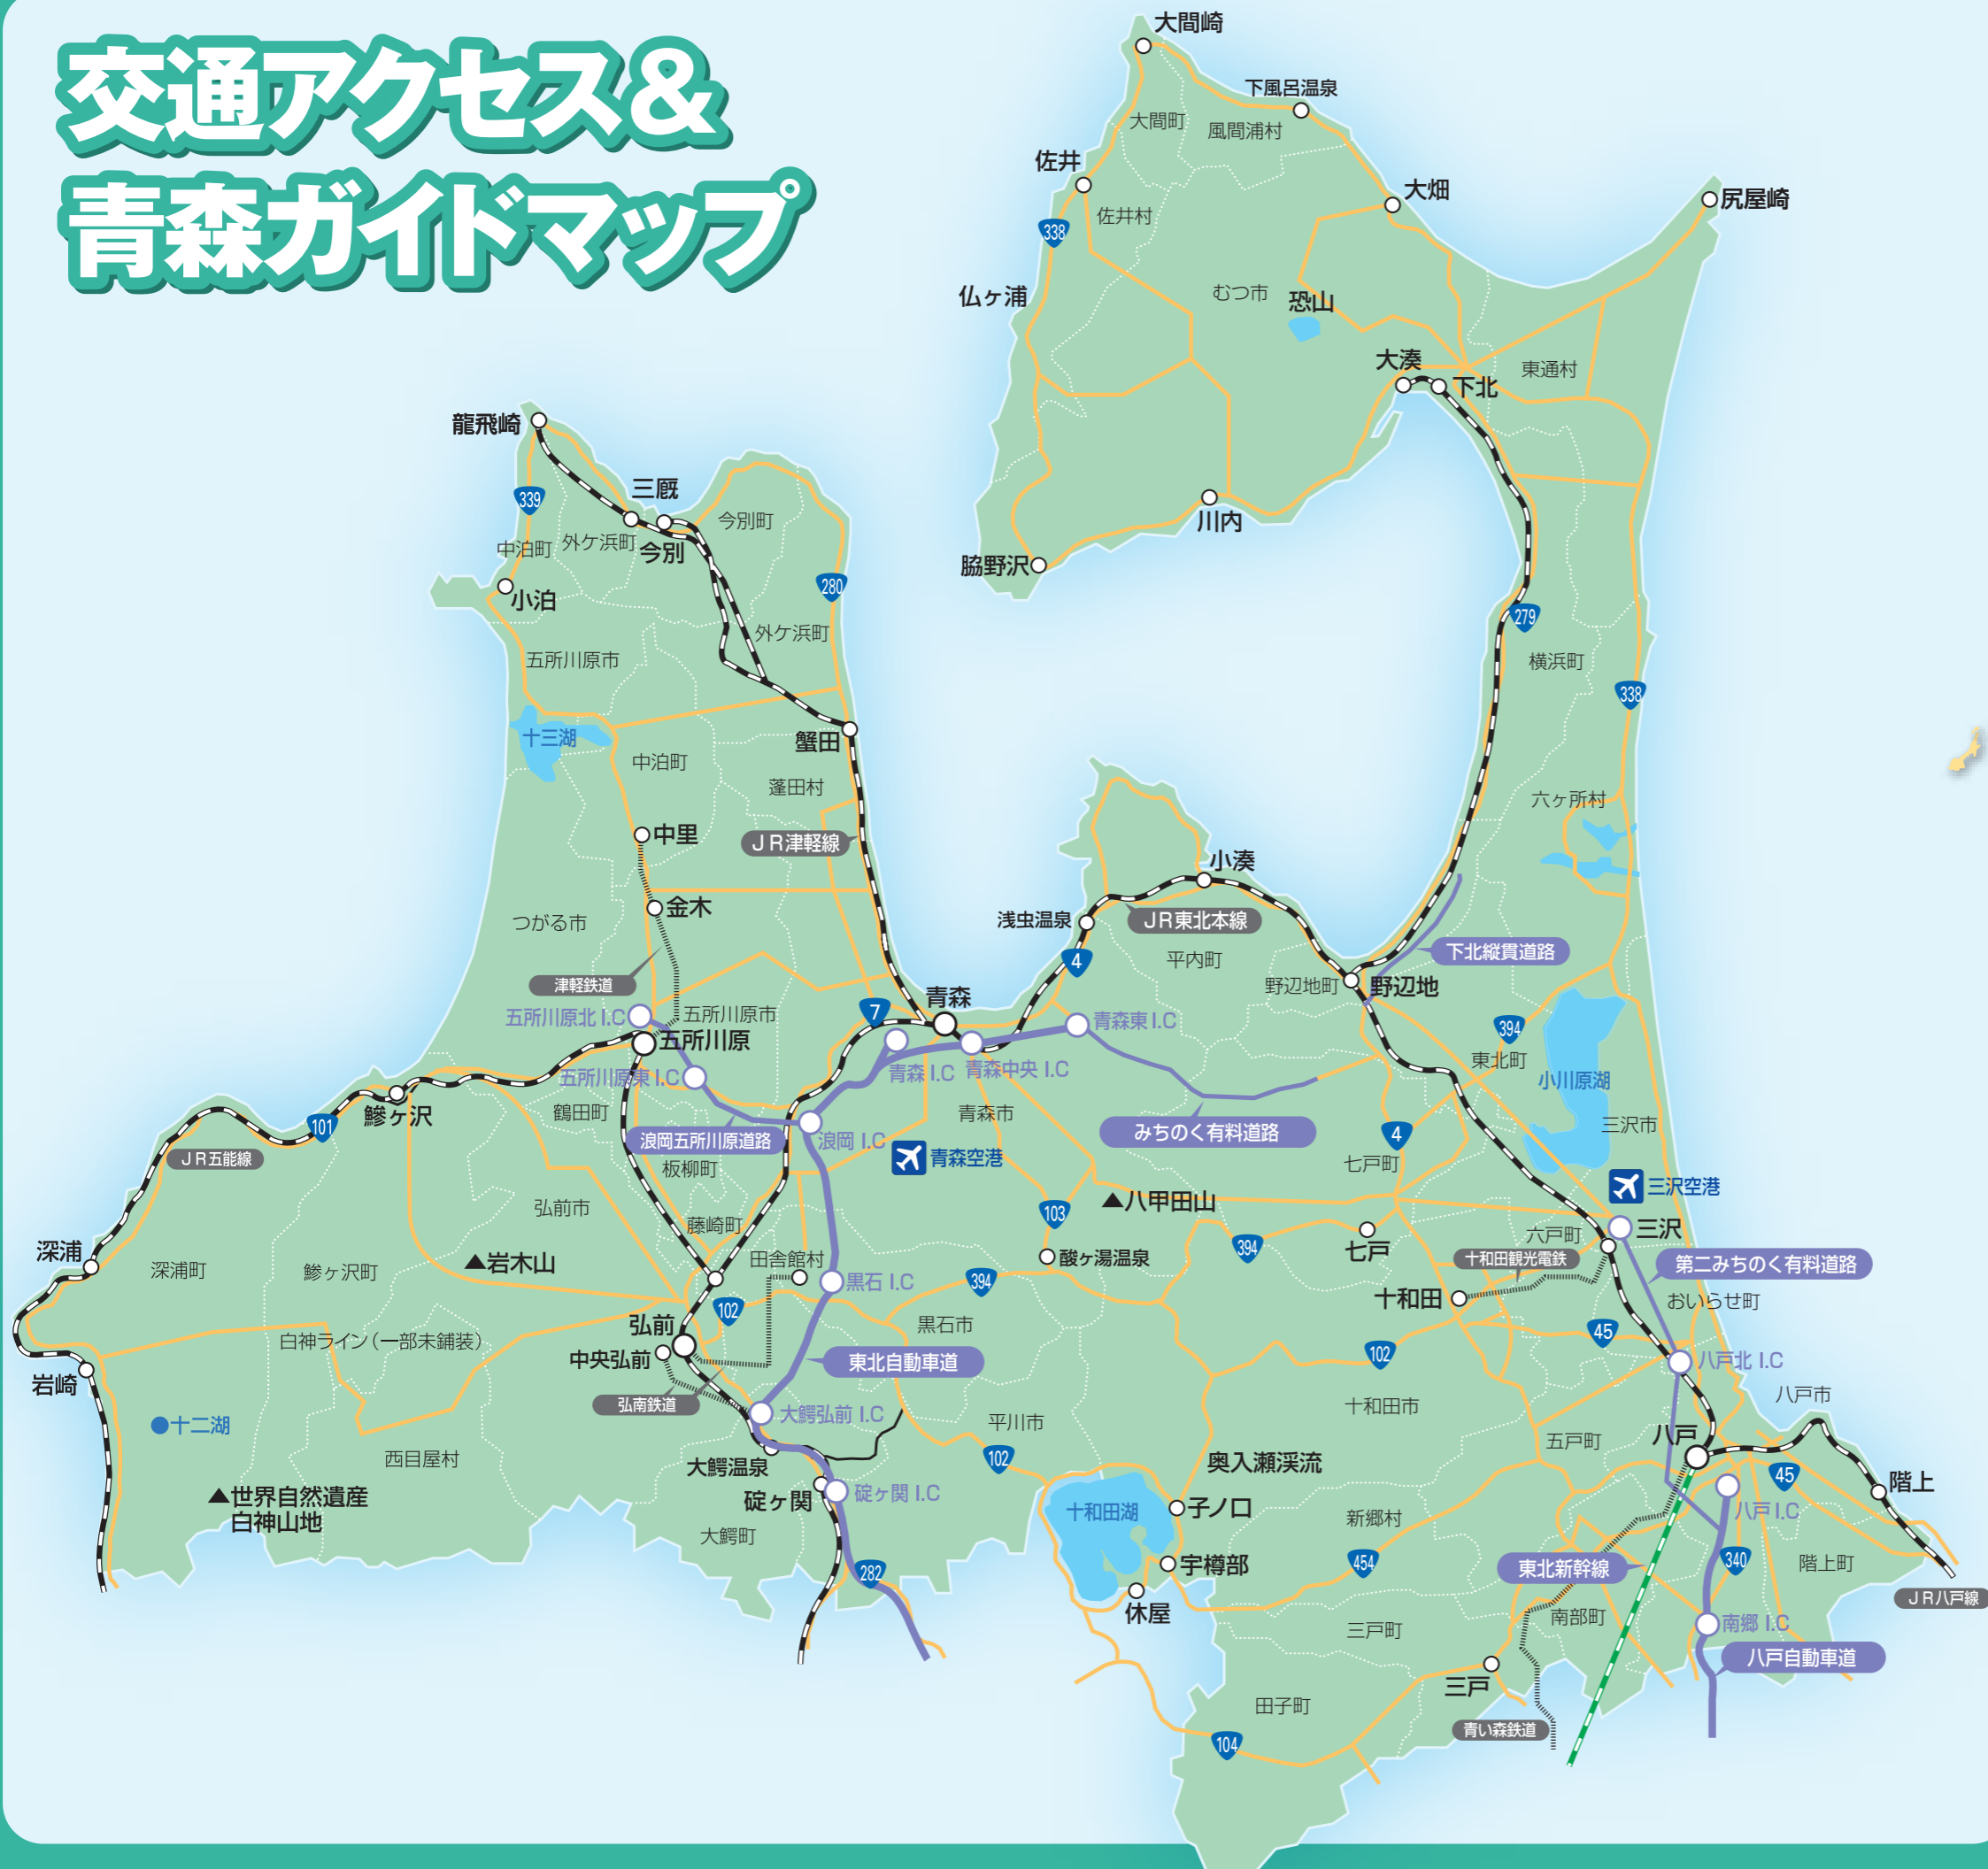 交通アクセス&
青森ガイドマップ
大間崎
下風呂温泉
大間町
風間浦村
佐井
大畑
尻屋崎
佐井村
338
仏ヶ浦
むつ市
恐山
大湊
下北
東通村
龍飛崎
三厩
339
今別町
川内
中泊町
外ケ浜町
今別
脇野沢
小泊
280
279
外ケ浜町
五所川原市
横浜町
338
十三湖
蟹田
中泊町
蓬田村
六ヶ所村
中里
JR津軽線
小湊
金木
浅虫温泉
JR東北本線
つがる市
4
平内町
下北縦貫道路
津軽鉄道
野辺地町
野辺地
五所川原北 I.C
五所川原市
7
青森
青森東 I.C
394
五所川原
東北町
五所川原東 I.C
青森 I.C
青森中央 I.C
小川原湖
鰺ヶ沢
鶴田町
青森市
三沢市
101
浪岡五所川原道路
浪岡 I.C
みちのく有料道路
4
JR五能線
板柳町
青森空港
七戸町
三沢空港
弘前市
藤崎町
八甲田山
103
三沢
深浦
岩木山
田舎館村
酸ヶ湯温泉
394
七戸
六戸町
十和田観光電鉄
第二みちのく有料道路
深浦町
鰺ヶ沢町
黒石 I.C
394
十和田
おいらせ町
102
弘前
黒石市
45
白神ライン(一部未舗装)
中央弘前
東北自動車道
102
八戸北 I.C
岩崎
弘南鉄道
八戸市
十二湖
大鰐弘前 I.C
平川市
十和田市
五戸町
八戸
西目屋村
大鰐温泉
102
奥入瀬渓流
45
階上
世界自然遺産
白神山地
碇ヶ関
碇ヶ関 I.C
十和田湖
子ノ口
新郷村
八戸 I.C
大鰐町
282
宇樽部
454
東北新幹線
340
階上町
休屋
JR八戸線
三戸町
南部町
南郷 I.C
三戸
八戸自動車道
田子町
青い森鉄道
104